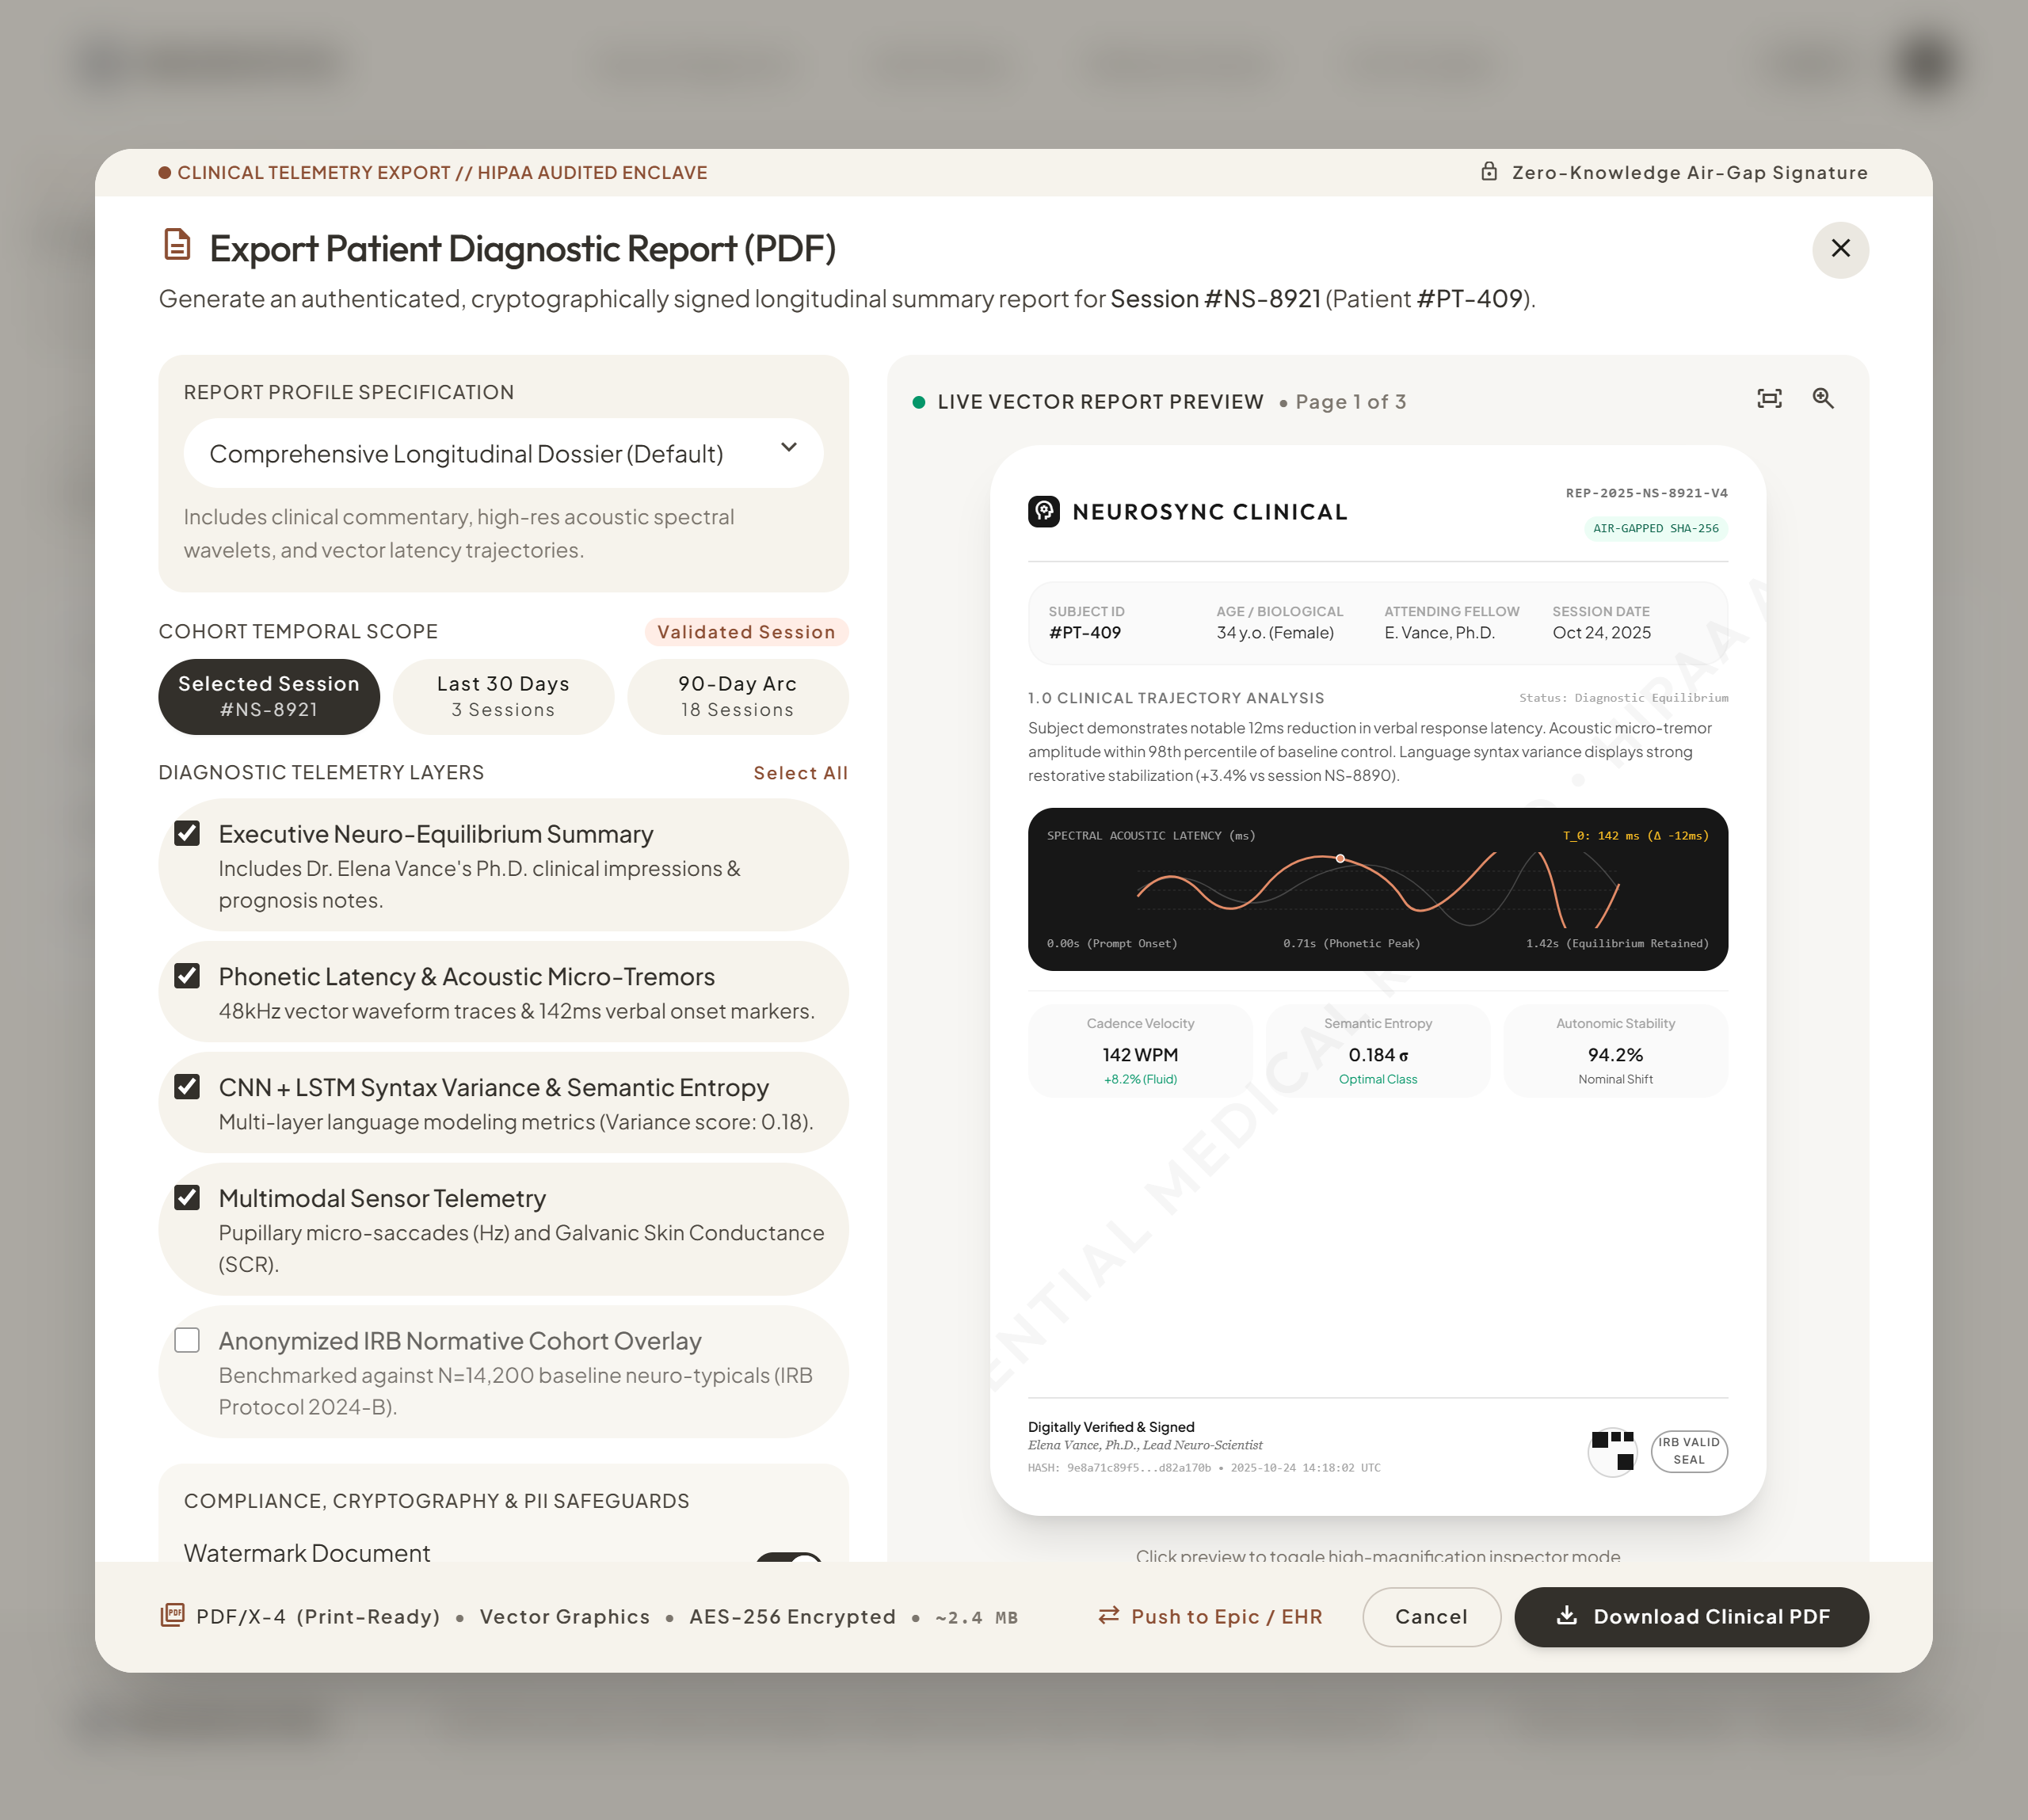 CLINICAL TELEMETRY EXPORT // HIPAA AUDITED ENCLAVE
Zero-Knowledge Air-Gap Signature
Export Patient Diagnostic Report (PDF)
Generate an authenticated, cryptographically signed longitudinal summary report for Session #NS-8921 (Patient #PT-409).
REPORT PROFILE SPECIFICATION
Comprehensive Longitudinal Dossier (Default)
Includes clinical commentary, high-res acoustic spectral
wavelets, and vector latency trajectories.
COHORT TEMPORAL SCOPE
Validated Session
Selected Session
#NS-8921
Last 30 Days
3 Sessions
90-Day Arc
18 Sessions
DIAGNOSTIC TELEMETRY LAYERS
Select All
Executive Neuro-Equilibrium Summary
Includes Dr. Elena Vance's Ph.D. clinical impressions &
prognosis notes.
Phonetic Latency & Acoustic Micro-Tremors
48kHz vector waveform traces & 142ms verbal onset markers.
CNN + LSTM Syntax Variance & Semantic Entropy
Multi-layer language modeling metrics (Variance score: 0.18).
Multimodal Sensor Telemetry
Pupillary micro-saccades (Hz) and Galvanic Skin Conductance
(SCR).
Anonymized IRB Normative Cohort Overlay
Benchmarked against N=14,200 baseline neuro-typicals (IRB
Protocol 2024-B).
COMPLIANCE, CRYPTOGRAPHY & PII SAFEGUARDS
Watermark Document
LIVE VECTOR REPORT PREVIEW • Page 1 of 3
NEUROSYNC CLINICAL
REP-2025-NS-8921-V4
AIR-GAPPED SHA-256
SUBJECT ID
#PT-409
AGE / BIOLOGICAL
34 y.o. (Female)
ATTENDING FELLOW
E. Vance, Ph.D.
SESSION DATE
Oct 24, 2025
1.0 CLINICAL TRAJECTORY ANALYSIS
Status: Diagnostic Equilibrium
Subject demonstrates notable 12ms reduction in verbal response latency. Acoustic micro-tremor
amplitude within 98th percentile of baseline control. Language syntax variance displays strong
restorative stabilization (+3.4% vs session NS-8890).
SPECTRAL ACOUSTIC LATENCY (ms)
T_0: 142 ms (Δ -12ms)
0.00s (Prompt Onset)
0.71s (Phonetic Peak)
1.42s (Equilibrium Retained)
Cadence Velocity
142 WPM
+8.2% (Fluid)
Semantic Entropy
0.184 σ
Optimal Class
Autonomic Stability
94.2%
Nominal Shift
ENTIAL MEDICAL R
• HIPAA A
Digitally Verified & Signed
Elena Vance, Ph.D., Lead Neuro-Scientist
HASH: 9e8a71c89f5...d82a170b • 2025-10-24 14:18:02 UTC
IRB VALID
SEAL
Click preview to toggle high-magnification inspector mode
PDF
PDF/X-4 (Print-Ready) • Vector Graphics • AES-256 Encrypted • ~2.4 MB
Push to Epic / EHR
Cancel
Download Clinical PDF